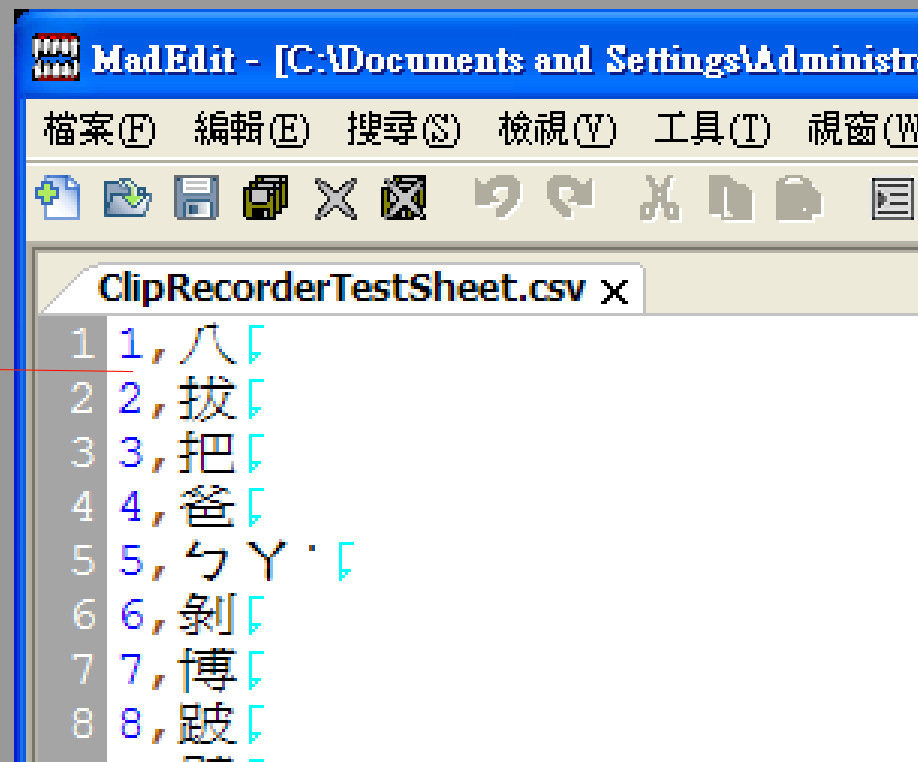 MadEdit - [C:\Documents and Settings\Administra
檔案(F) 編輯(E) 搜尋(S) 檢視(V) 工具(T) 視窗(W
ClipRecorderTestSheet.csv x
1 1,八
2 2,拔
3 3,把
4 4,爸
5 5,ㄅㄚ˙
6 6,剝
7 7,博
8 8,跛